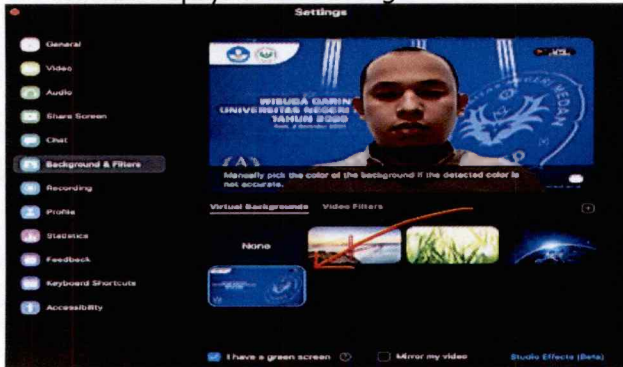 Settings
General
Video
Audio
Share Screen
Chat
Background & Filters
Recording
Profile
Statistics
Feedback
Keyboard Shortcuts
Accessibility
WISUDA DARIN
UNIVERSITAS NEGERI
TAHUN 2020
(A)
Manually pick the color of the background if the detected color is
not accurate.
Virtual Backgrounds
Video Filters
None
I have a green screen
Mirror my video
Studio Effects (Beta)